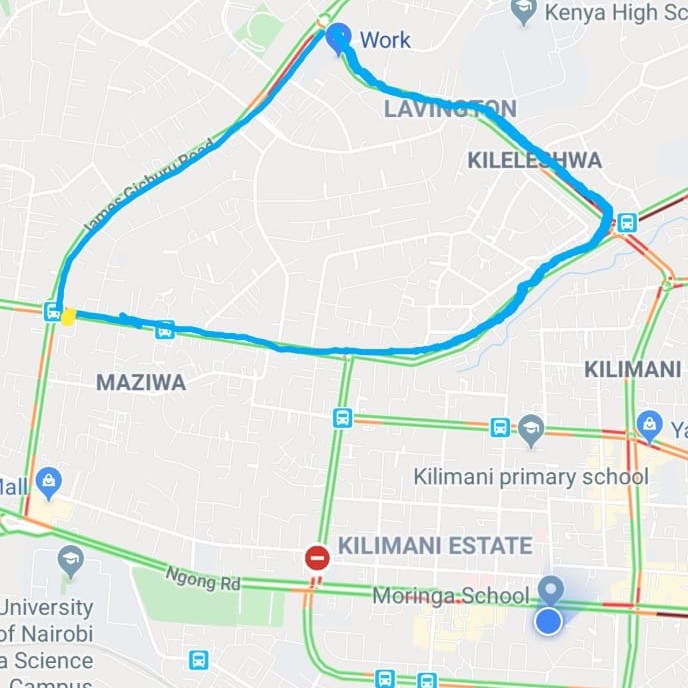 Kenya High Sc
Work
LAVINGTON
KILELESHWA
James Gichuru Road
MAZIWA
KILIMANI
Ya
Kilimani primary school
Mall
KILIMANI ESTATE
Ngong Rd
Moringa School
University
of Nairobi
a Science
Campus